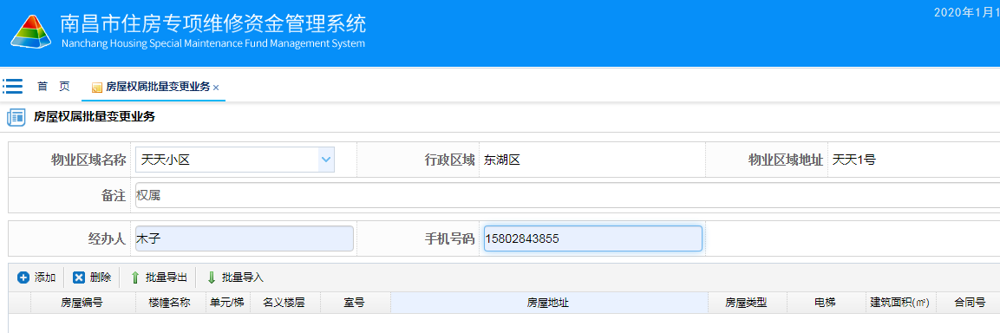 南昌市住房专项维修资金管理系统
2020年1月1
Nanchang Housing Special Maintenance Fund Management System
首 页 房屋权属批量变更业务 ×
房屋权属批量变更业务
物业区域名称 天天小区 行政区域 东湖区 物业区域地址 天天1号
备注 权属
经办人 木子 手机号码 15802843855
添加 删除 批量导出 批量导入
房屋编号 楼幢名称 单元/梯 名义楼层 室号 房屋地址 房屋类型 电梯 建筑面积(㎡) 合同号